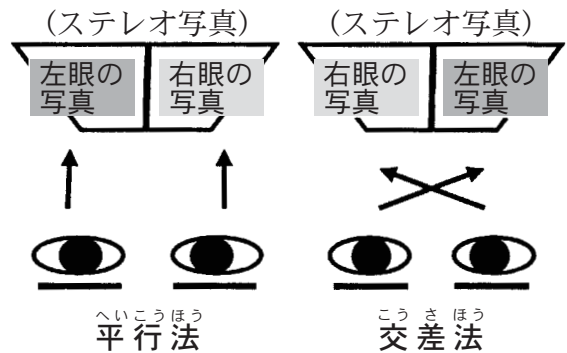 (ステレオ写真)
左眼の
写真
右眼の
写真
へいこうほう
平行法
(ステレオ写真)
右眼の
写真
左眼の
写真
こうさほう
交差法